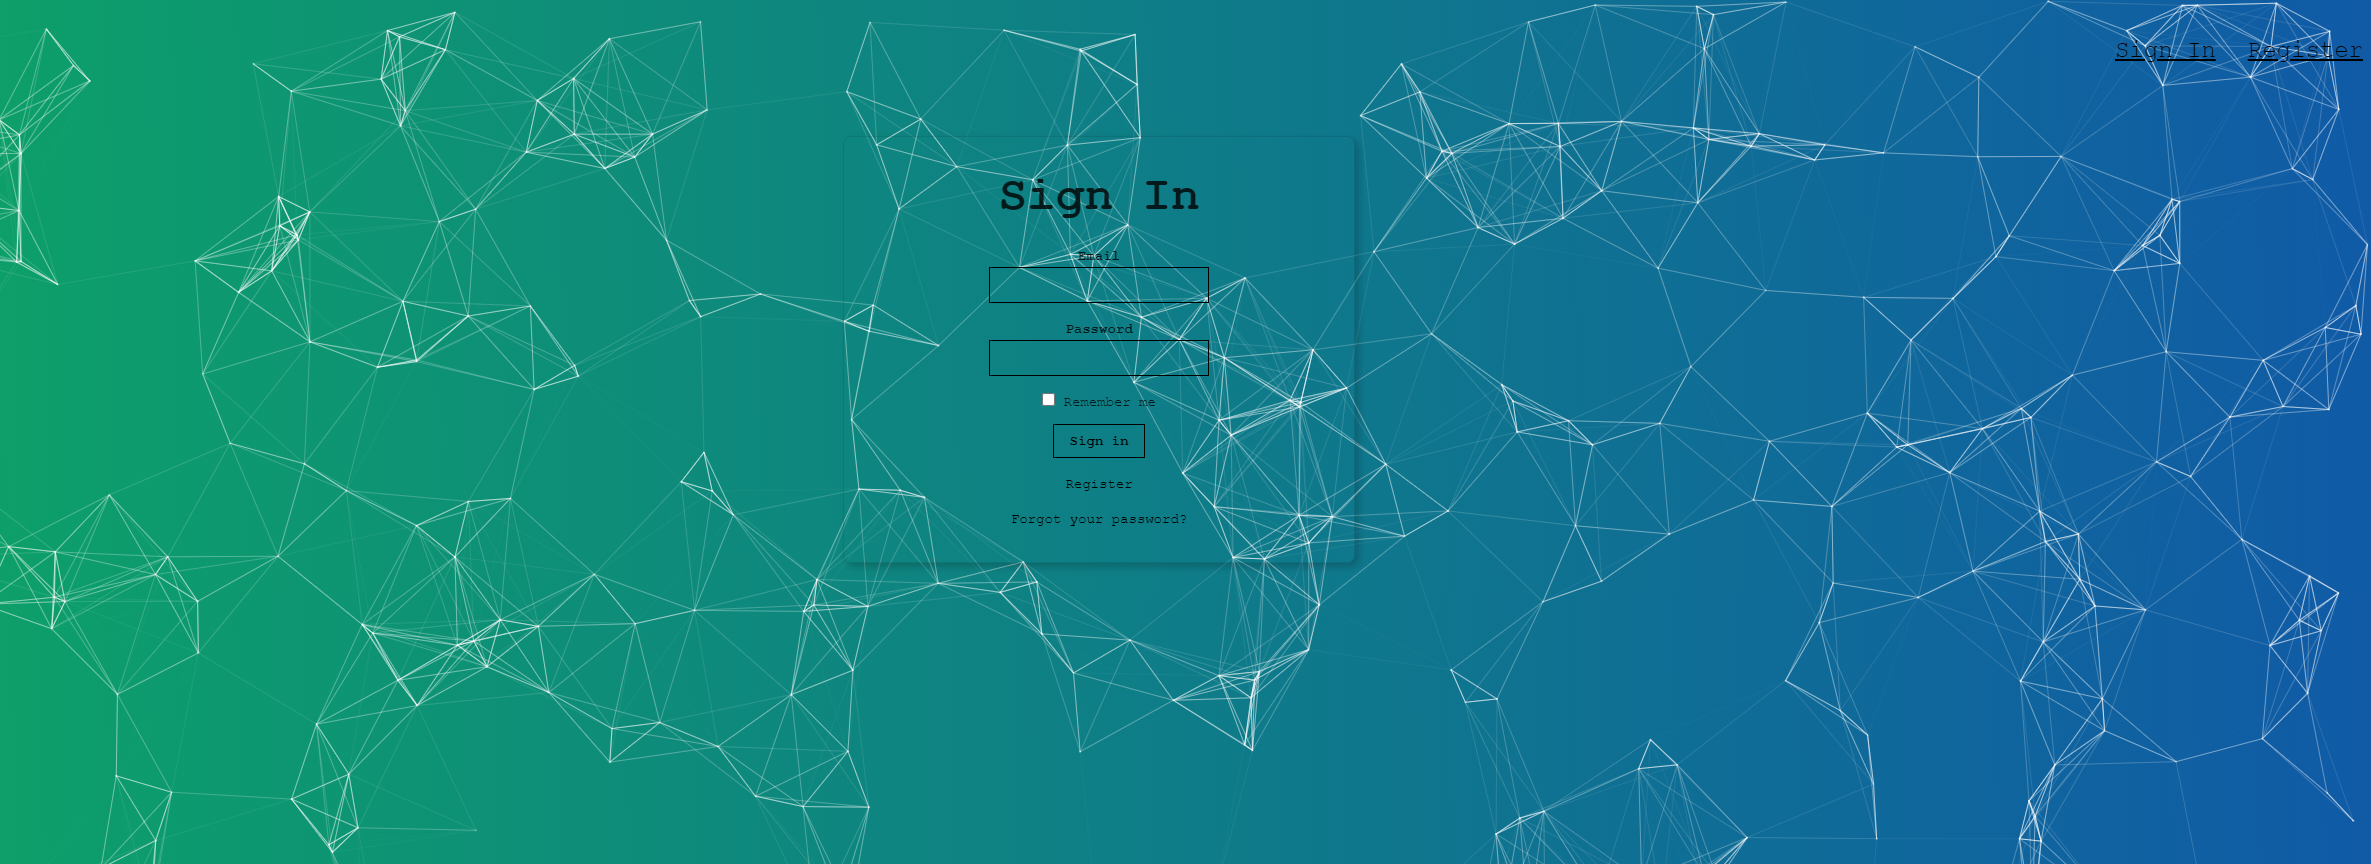 Sign In Register
Sign In
Email
Password
Remember me
Sign in
Register
Forgot your password?